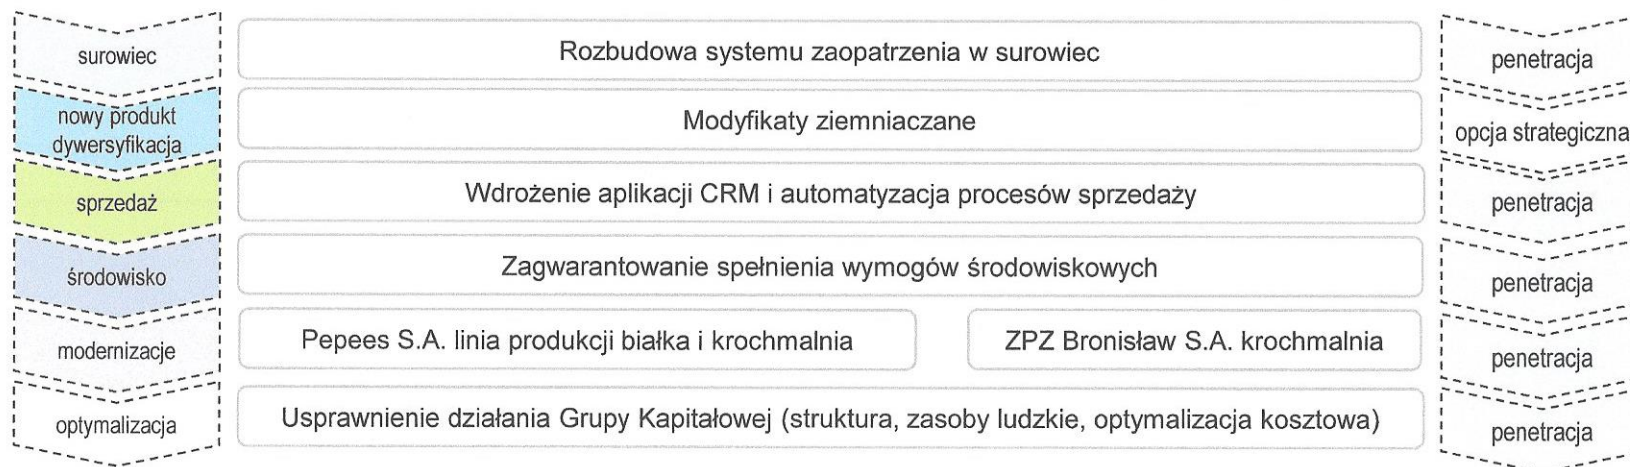 surowiec
Rozbudowa systemu zaopatrzenia w surowiec
penetracja
nowy produkt
dywersyfikacja
Modyfikaty ziemniaczane
opcja strategiczna
sprzedaż
Wdrożenie aplikacji CRM i automatyzacja procesów sprzedaży
penetracja
środowisko
Zagwarantowanie spełnienia wymogów środowiskowych
penetracja
modernizacje
Pepees S.A. linia produkcji białka i krochmalnia
ZPZ Bronisław S.A. krochmalnia
penetracja
optymalizacja
Usprawnienie działania Grupy Kapitałowej (struktura, zasoby ludzkie, optymalizacja kosztowa)
penetracja